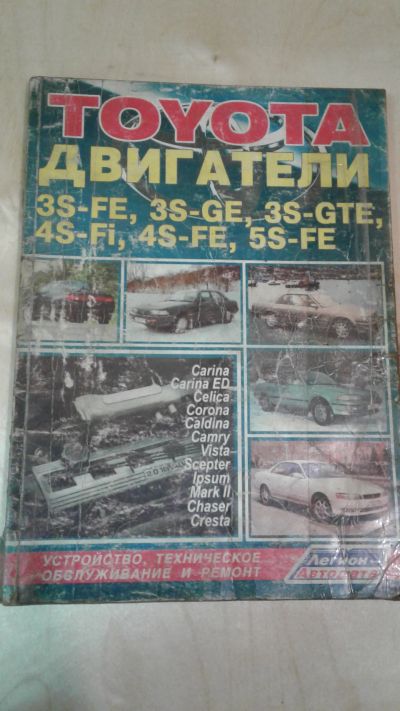 TOYOTA
ДВИГАТЕЛИ
3S-FE, 3S-GE, 3S-GTE,
4S-Fi, 4S-FE, 5S-FE
Carina
Carina ED
Celica
Corona
Caldina
Camry
Vista
Scepter
Ipsum
Mark II
Chaser
Cresta
УСТРОЙСТВО, ТЕХНИЧЕСКОЕ
ОБСЛУЖИВАНИЕ И РЕМОНТ
Легион-
Автодата